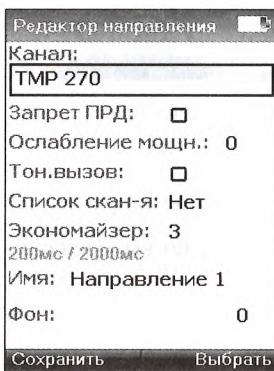 Редактор направления
Канал:
ТМР 270
Запрет ПРД:
Ослабление мощн.: 0
Тон.вызов:
Список скан-я: Нет
Экономайзер: 3
200мс / 2000мс
Имя: Направление 1
Фон: 0
Сохранить Выбрать